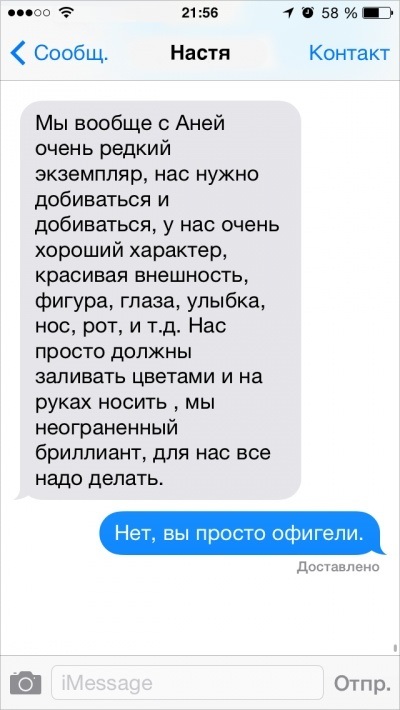 21:56
58 %
Сообщ.
Настя
Контакт
Мы вообще с Аней
очень редкий
экземпляр, нас нужно
добиваться и
добиваться, у нас очень
хороший характер,
красивая внешность,
фигура, глаза, улыбка,
нос, рот, и т.д. Нас
просто должны
заливать цветами и на
руках носить , мы
неограненный
бриллиант, для нас все
надо делать.
Нет, вы просто офигели.
Доставлено
iMessage
Отпр.